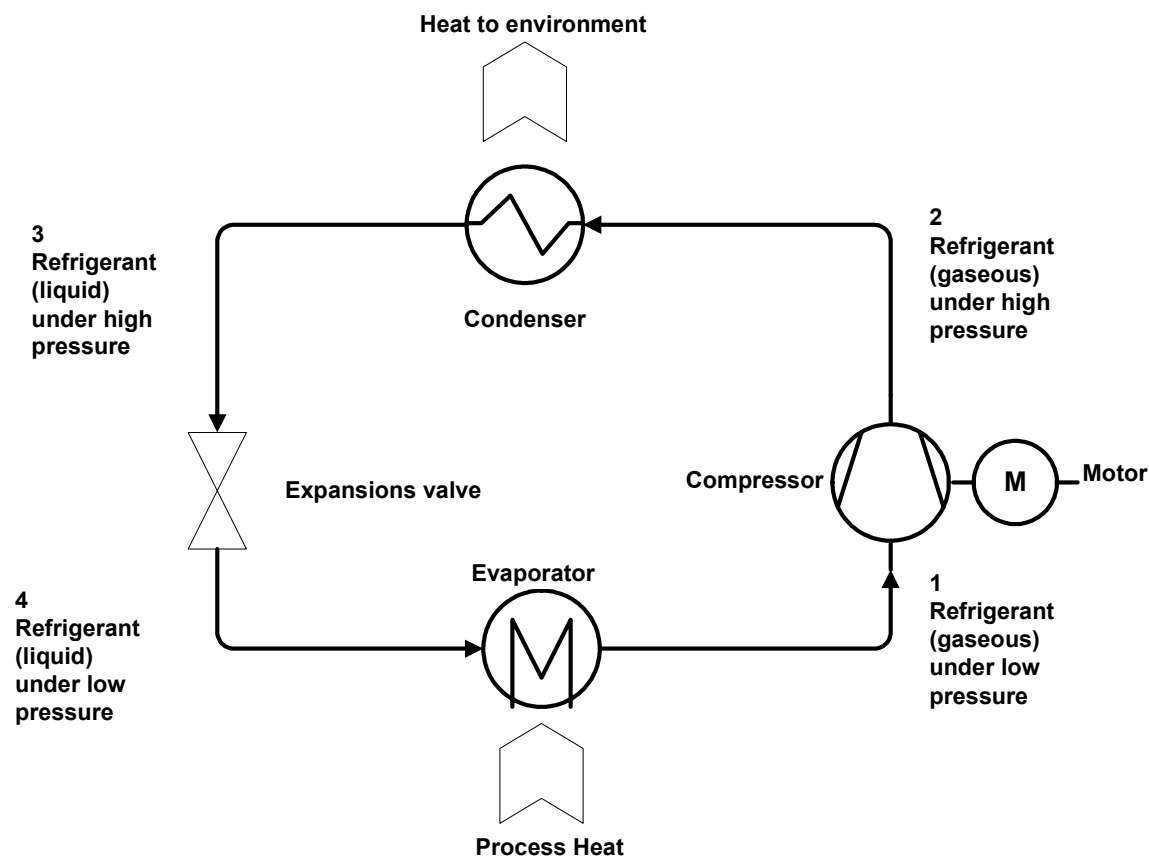 Heat to environment
3
Refrigerant
(liquid)
under high
pressure
2
Refrigerant
(gaseous)
under high
pressure
Condenser
Expansions valve
Compressor
M
Motor
4
Refrigerant
(liquid)
under low
pressure
Evaporator
1
Refrigerant
(gaseous)
under low
pressure
Process Heat